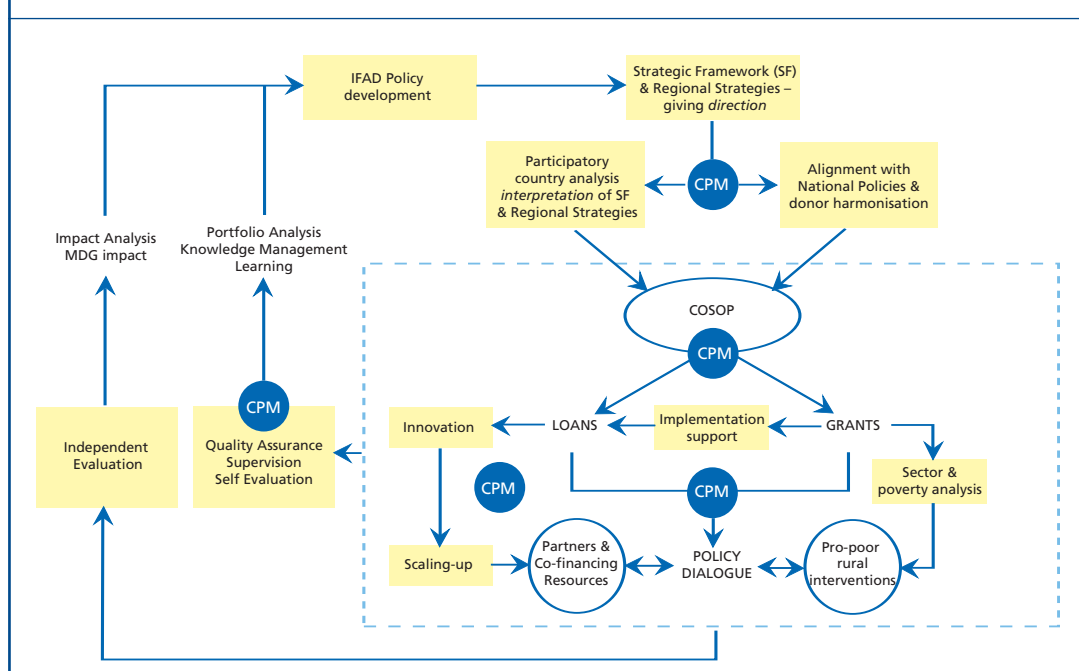 IFAD Policy
development
Strategic Framework (SF)
& Regional Strategies –
giving direction
Participatory
country analysis
interpretation of SF
& Regional Strategies
CPM
Alignment with
National Policies &
donor harmonisation
Impact Analysis
MDG impact
Portfolio Analysis
Knowledge Management
Learning
COSOP
CPM
CPM
Independent
Evaluation
Quality Assurance
Supervision
Self Evaluation
Innovation
LOANS
Implementation
support
GRANTS
Sector &
poverty analysis
CPM
CPM
Scaling-up
Partners &
Co-financing
Resources
POLICY
DIALOGUE
Pro-poor
rural
interventions